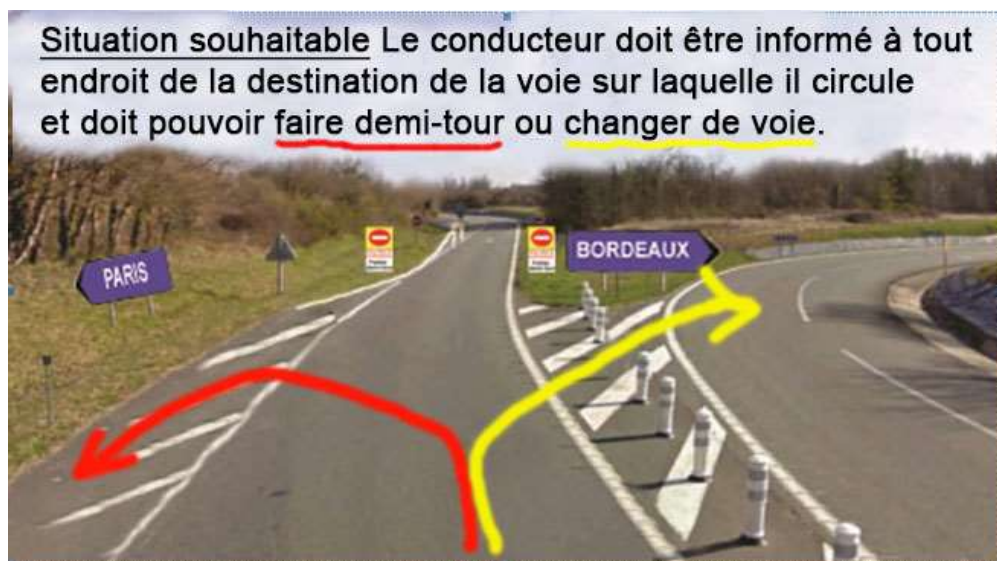 Situation souhaitable Le conducteur doit être informé à tout
endroit de la destination de la voie sur laquelle il circule
et doit pouvoir faire demi-tour ou changer de voie.
BORDEAUX
PARIS